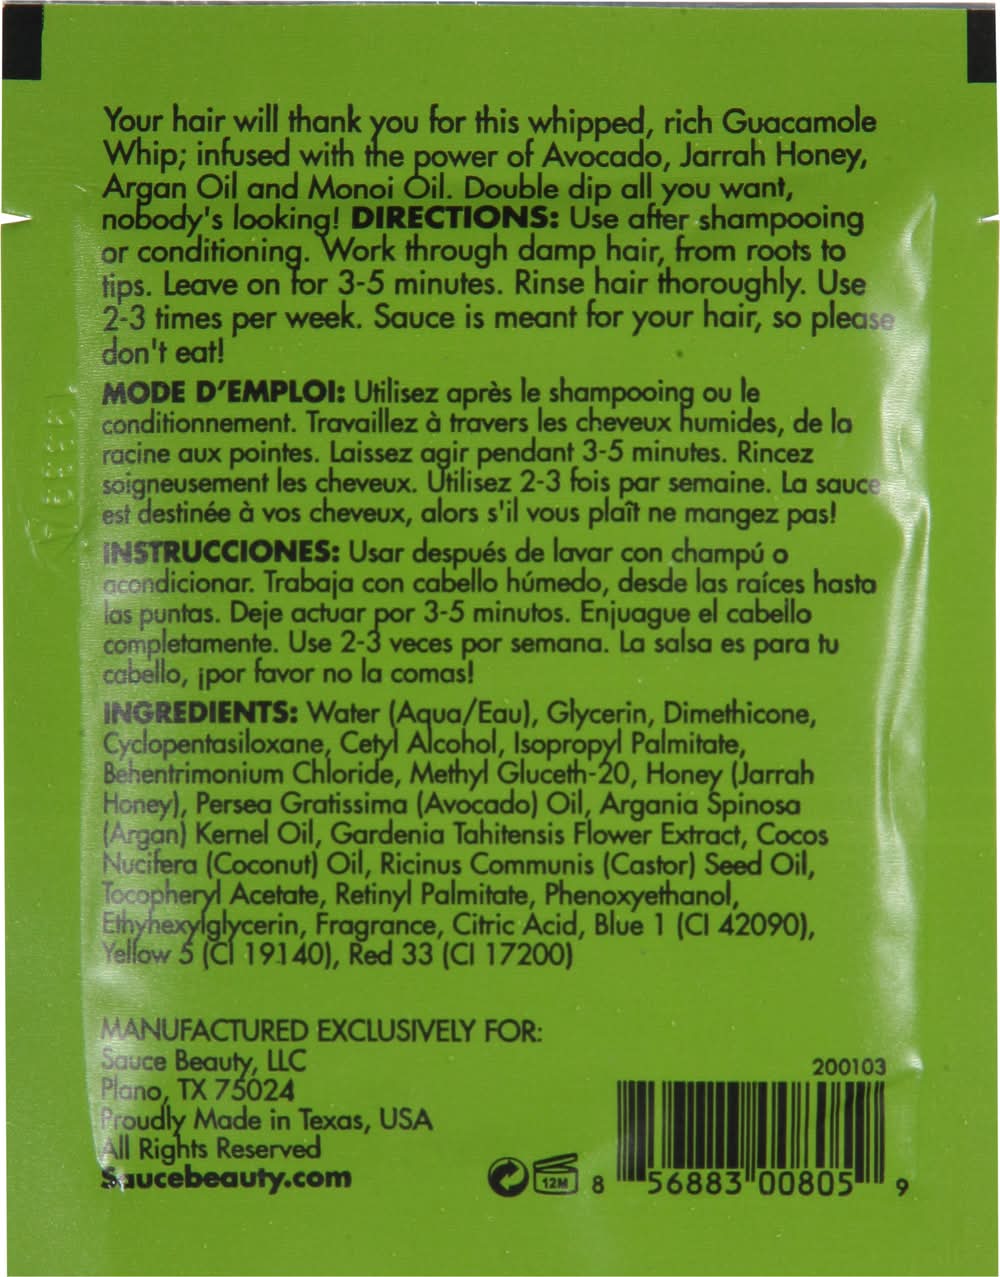 Your hair will thank you for this whipped, rich Guacamole
Whip; infused with the power of Avocado, Jarrah Honey,
Argan Oil and Monoi Oil. Double dip all you want,
nobody's looking! DIRECTIONS: Use after shampooing
or conditioning. Work through damp hair, from roots to
tips. Leave on for 3-5 minutes. Rinse hair thoroughly. Use
2-3 times per week. Sauce is meant for your hair, so please
don't eat!
MODE D'EMPLOI: Utilisez après le shampooing ou le
conditionnement. Travaillez à travers les cheveux humides, de la
racine aux pointes. Laissez agir pendant 3-5 minutes. Rincez
soigneusement les cheveux. Utilisez 2-3 fois par semaine. La sauce
est destinée à vos cheveux, alors s'il vous plaît ne mangez pas!
INSTRUCCIONES: Usar después de lavar con champú o
acondicionar. Trabaja con cabello húmedo, desde las raíces hasta
las puntas. Deje actuar por 3-5 minutos. Enjuague el cabello
completamente. Use 2-3 veces por semana. La salsa es para tu
cabello, ¡por favor no la comas!
INGREDIENTS: Water (Aqua/Eau), Glycerin, Dimethicone,
Cyclopentasiloxane, Cetyl Alcohol, Isopropyl Palmitate,
Behentrimonium Chloride, Methyl Gluceth-20, Honey (Jarrah
Honey), Persea Gratissima (Avocado) Oil, Argania Spinosa
(Argan) Kernel Oil, Gardenia Tahitensis Flower Extract, Cocos
Nucifera (Coconut) Oil, Ricinus Communis (Castor) Seed Oil,
Tocopheryl Acetate, Retinyl Palmitate, Phenoxyethanol,
Ethyhexylglycerin, Fragrance, Citric Acid, Blue 1 (CI 42090),
Yellow 5 (CI 19140), Red 33 (CI 17200)
MANUFACTURED EXCLUSIVELY FOR:
Sauce Beauty, LLC
Plano, TX 75024
Proudly Made in Texas, USA
All Rights Reserved
Saucebeauty.com
200103
12M
8 56883 00805 9